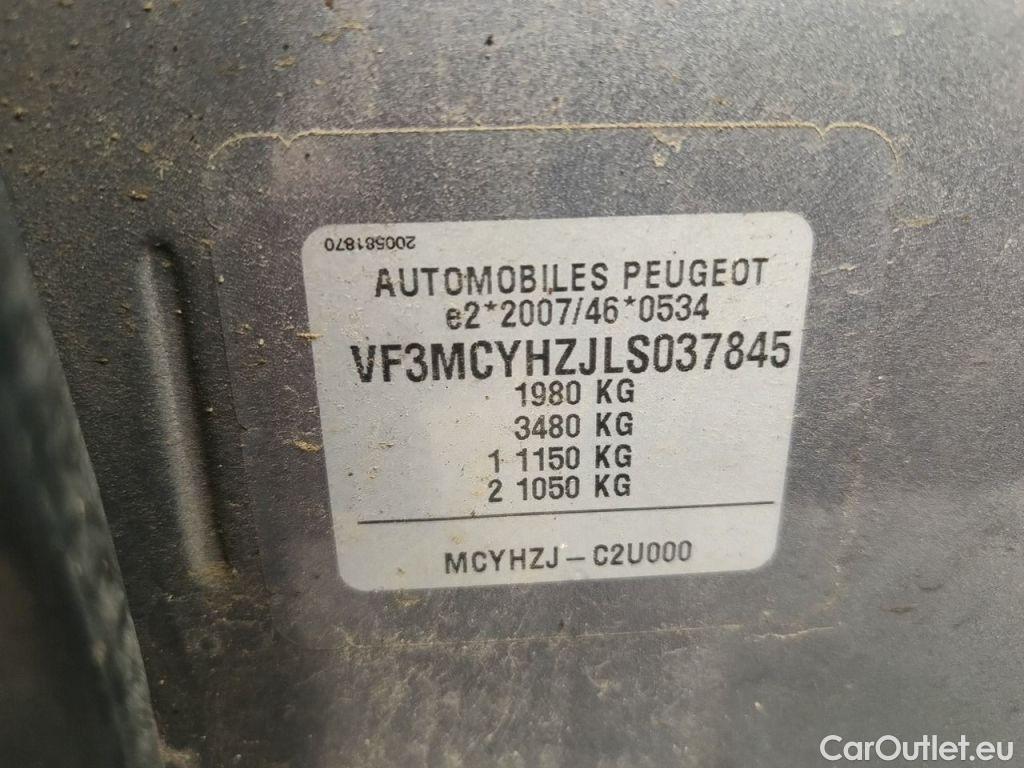 200581870
AUTOMOBILES PEUGEOT
e2*2007/46*0534
VF3MCYHZJLS037845
1980 KG
3480 KG
1 1150 KG
2 1050 KG
MCYHZJ – C2U000
CarOutlet.eu